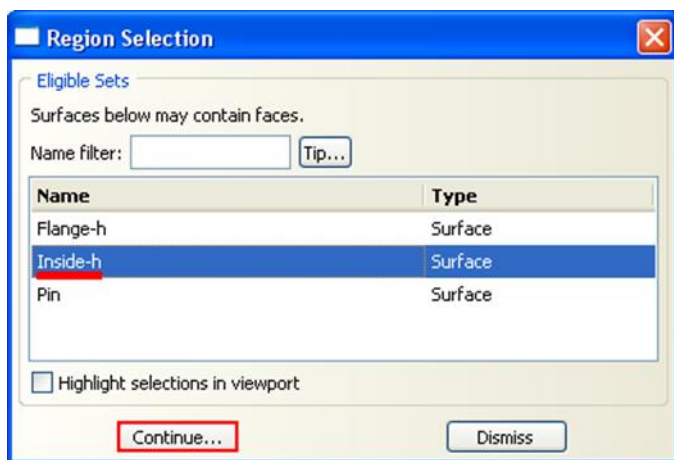 Region Selection
Eligible Sets
Surfaces below may contain faces.
Name filter: Tip...
Name Type
Flange-h Surface
Inside-h Surface
Pin Surface
Highlight selections in viewport
Continue... Dismiss